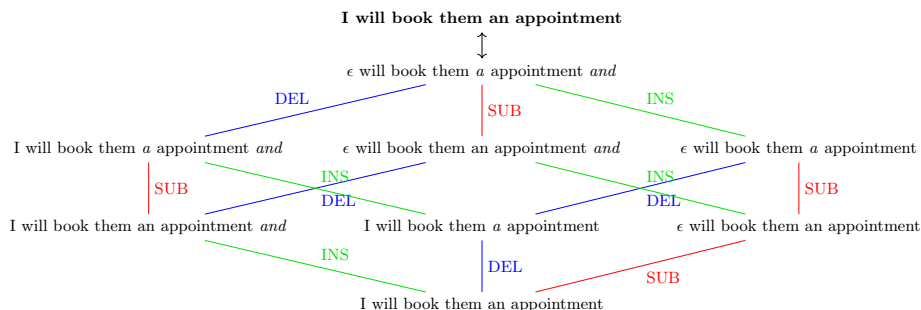 I will book them an appointment
ϵ will book them a appointment and
DEL SUB INS
I will book them a appointment and ϵ will book them an appointment and ϵ will book them a appointment
SUB INS DEL INS DEL SUB
I will book them an appointment and I will book them a appointment ϵ will book them an appointment
INS DEL SUB
I will book them an appointment